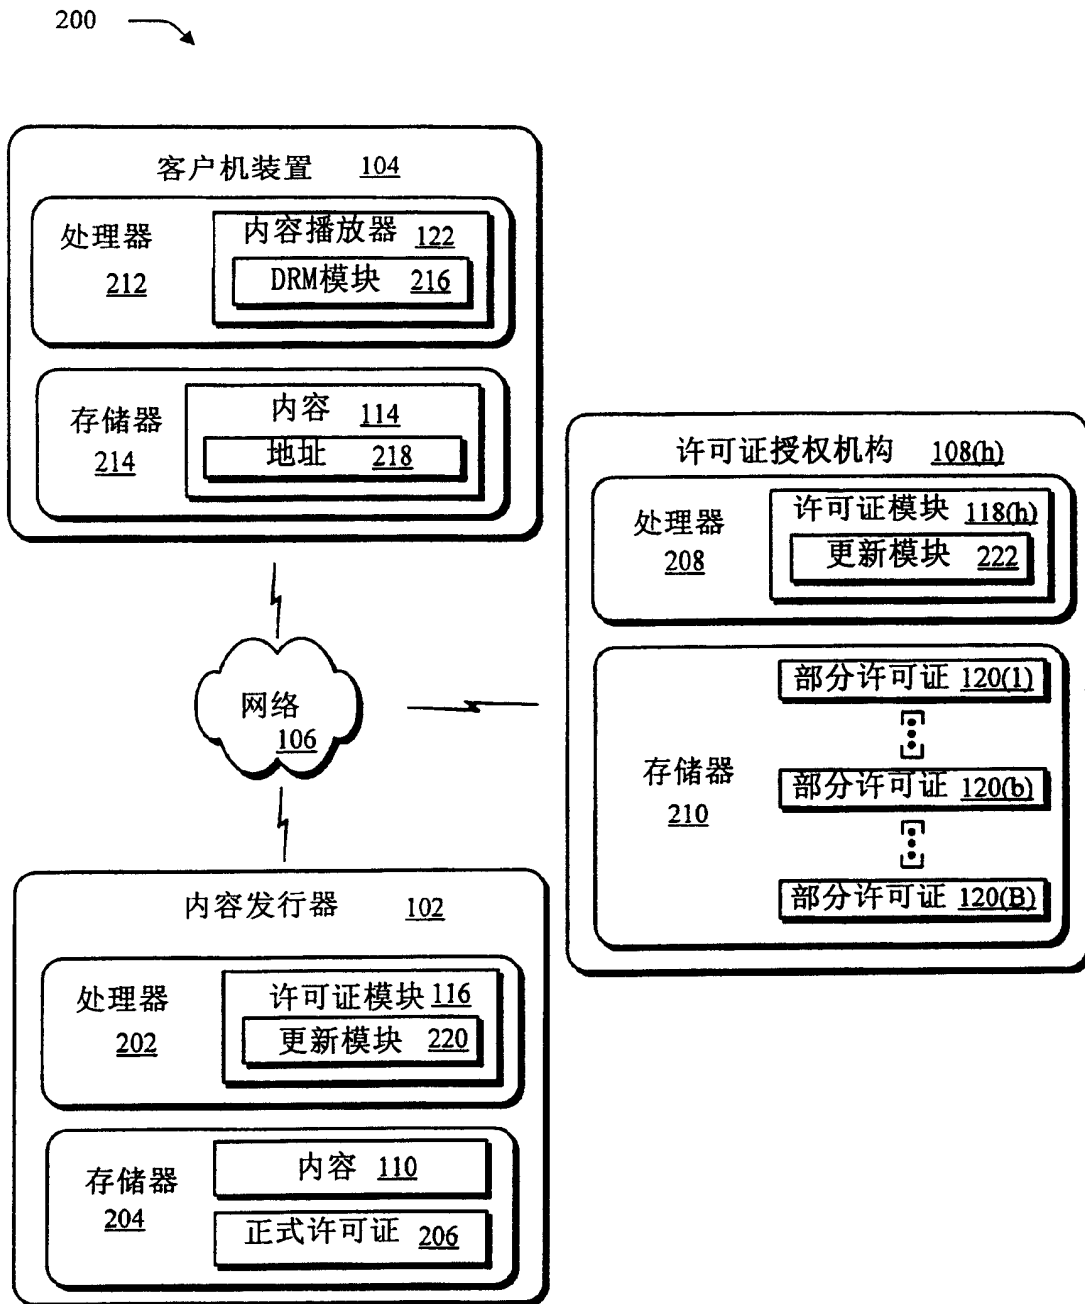 200
客户机装置 104
处理器
212
内容播放器 122
DRM模块 216
存储器
214
内容 114
地址 218
许可证授权机构 108(h)
处理器
208
许可证模块 118(h)
更新模块 222
存储器
210
部分许可证 120(1)
部分许可证 120(b)
部分许可证 120(B)
网络
106
内容发行器 102
处理器
202
许可证模块 116
更新模块 220
存储器
204
内容 110
正式许可证 206